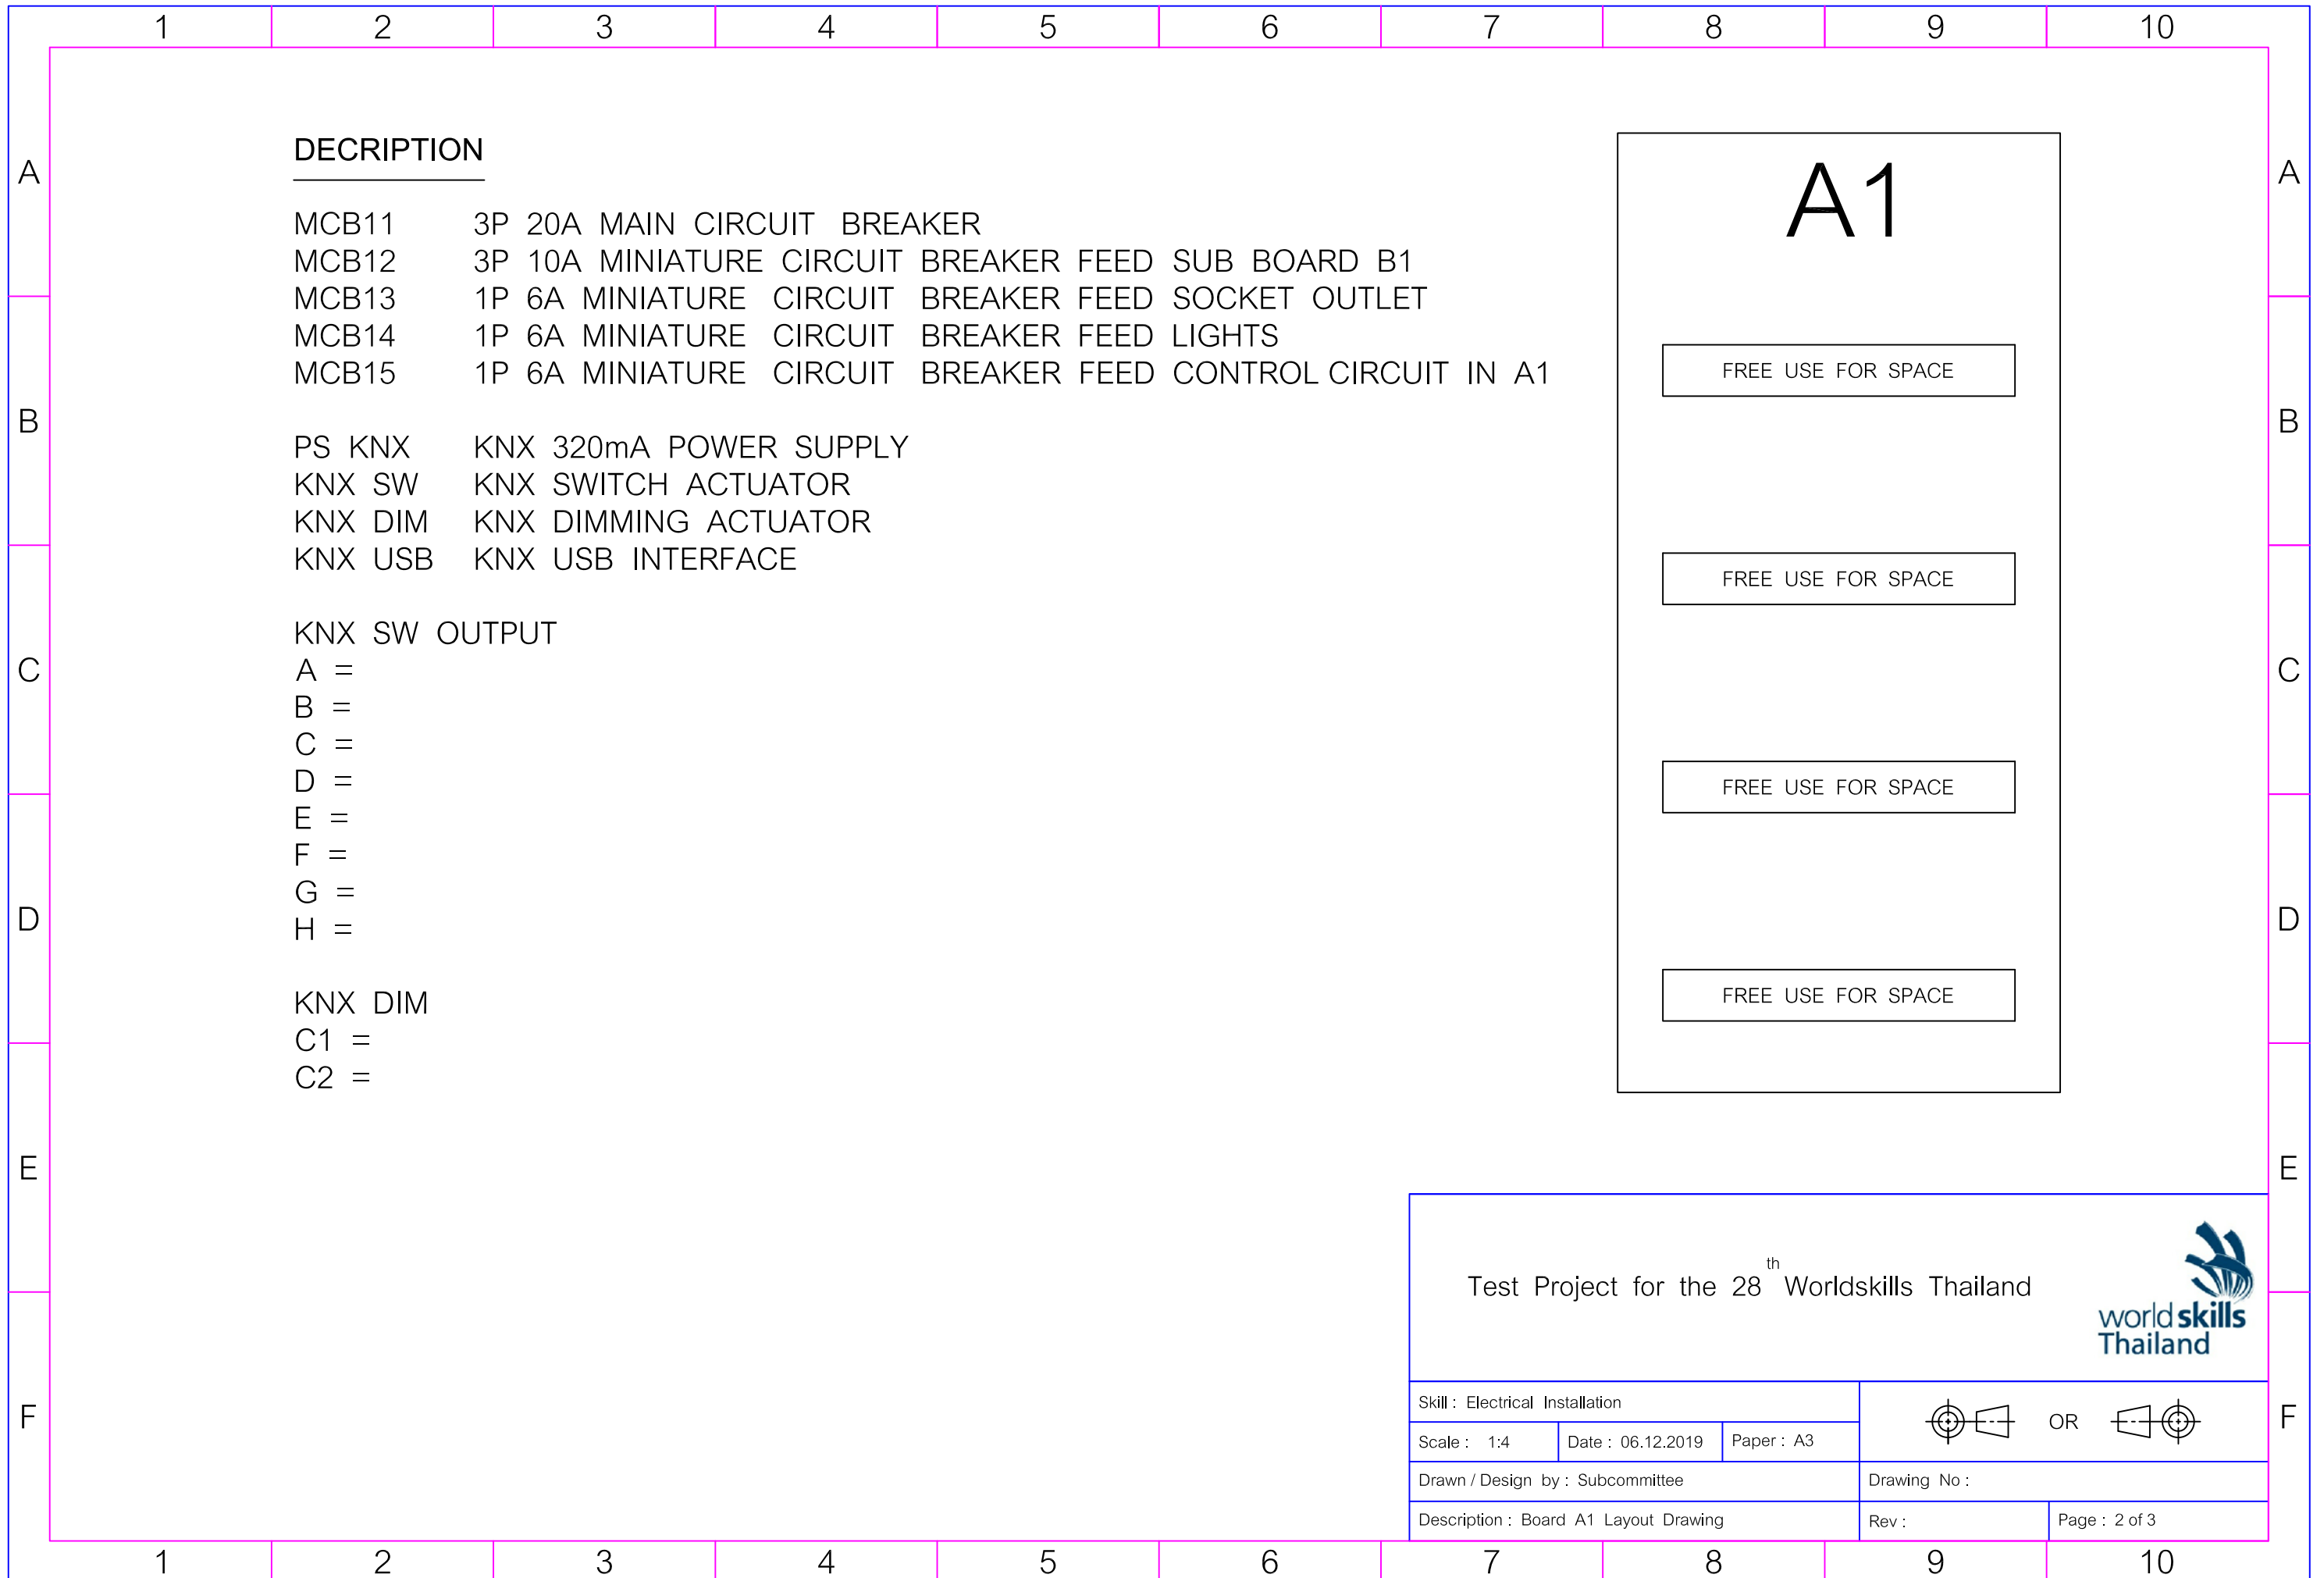 1 2 3 4 5 6 7 8 9 10
A A
B B
C C
D D
E E
F F
DECRIPTION
MCB11 3P 20A MAIN CIRCUIT BREAKER
MCB12 3P 10A MINIATURE CIRCUIT BREAKER FEED SUB BOARD B1
MCB13 1P 6A MINIATURE CIRCUIT BREAKER FEED SOCKET OUTLET
MCB14 1P 6A MINIATURE CIRCUIT BREAKER FEED LIGHTS
MCB15 1P 6A MINIATURE CIRCUIT BREAKER FEED CONTROL CIRCUIT IN A1
PS KNX KNX 320mA POWER SUPPLY
KNX SW KNX SWITCH ACTUATOR
KNX DIM KNX DIMMING ACTUATOR
KNX USB KNX USB INTERFACE
KNX SW OUTPUT
A =
B =
C =
D =
E =
F =
G =
H =
KNX DIM
C1 =
C2 =
A1
FREE USE FOR SPACE
FREE USE FOR SPACE
FREE USE FOR SPACE
FREE USE FOR SPACE
Test Project for the 28th Worldskills Thailand
world skills
Thailand
Skill : Electrical Installation
Scale : 1:4 Date : 06.12.2019 Paper : A3
OR
Drawn / Design by : Subcommittee Drawing No :
Description : Board A1 Layout Drawing Rev : Page : 2 of 3
1 2 3 4 5 6 7 8 9 10